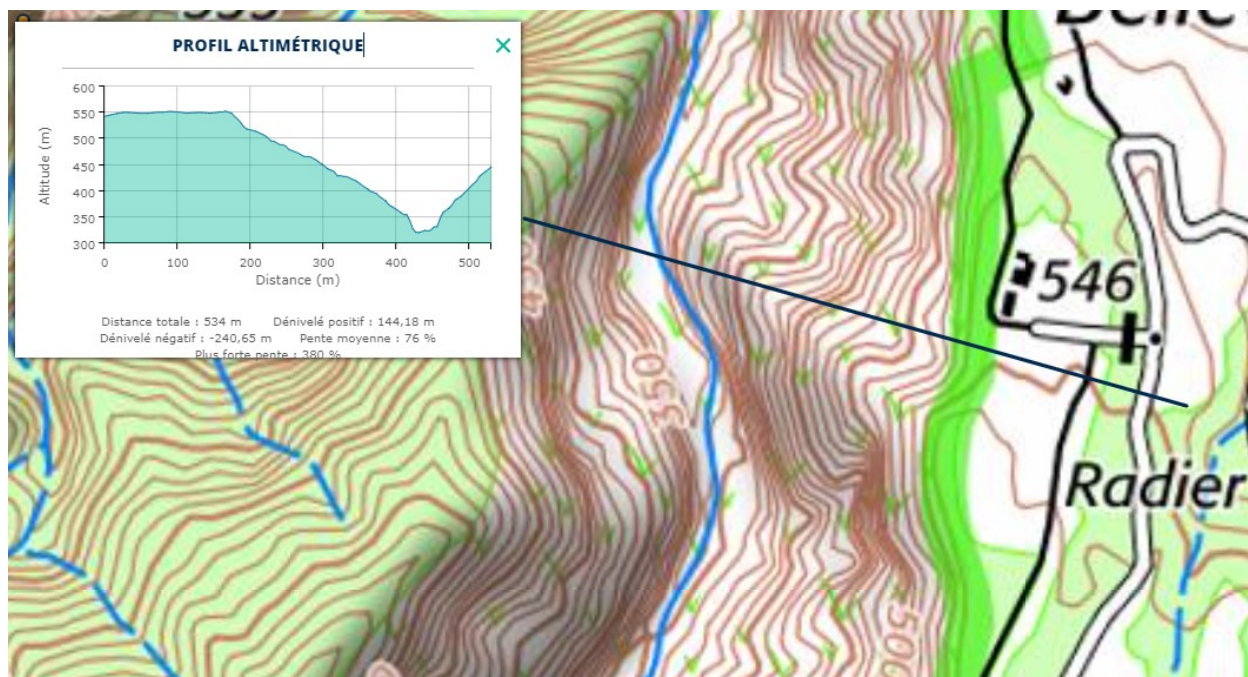 PROFIL ALTIMÉTRIQUE
600
550
500
450
400
350
300
Altitude (m)
0 100 200 300 400 500
Distance (m)
Distance totale : 534 m Dénivelé positif : 144,18 m
Dénivelé négatif : -240,65 m Pente moyenne : 76 %
Plus forte pente : 380 %
Belle
546
350
Radier
500